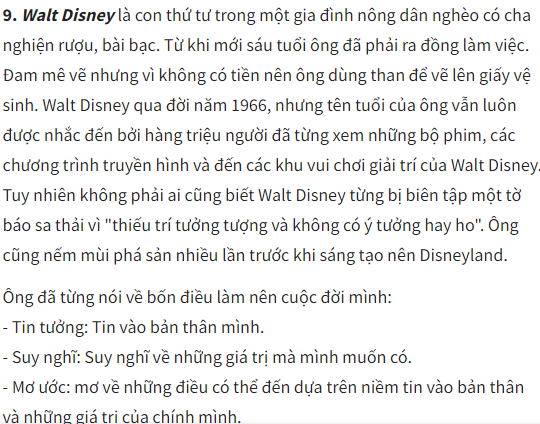 9. Walt Disney là con thứ tư trong một gia đình nông dân nghèo có cha
nghiện rượu, bài bạc. Từ khi mới sáu tuổi ông đã phải ra đồng làm việc.
Đam mê vẽ nhưng vì không có tiền nên ông dùng than để vẽ lên giấy vệ
sinh. Walt Disney qua đời năm 1966, nhưng tên tuổi của ông vẫn luôn
được nhắc đến bởi hàng triệu người đã từng xem những bộ phim, các
chương trình truyền hình và đến các khu vui chơi giải trí của Walt Disney.
Tuy nhiên không phải ai cũng biết Walt Disney từng bị biên tập một tờ
báo sa thải vì "thiếu trí tưởng tượng và không có ý tưởng hay ho". Ông
cũng nếm mùi phá sản nhiều lần trước khi sáng tạo nên Disneyland.
Ông đã từng nói về bốn điều làm nên cuộc đời mình:
- Tin tưởng: Tin vào bản thân mình.
- Suy nghĩ: Suy nghĩ về những giá trị mà mình muốn có.
- Mơ ước: mơ về những điều có thể đến dựa trên niềm tin vào bản thân
và những giá trị của chính mình.